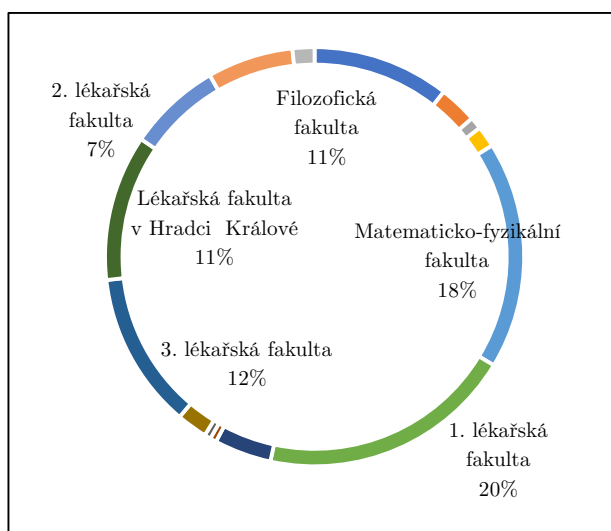 2. lékařská
fakulta
7%
Filozofická
fakulta
11%
Lékařská fakulta
v Hradci Králové
11%
Matematicko-fyzikální
fakulta
18%
3. lékařská fakulta
12%
1. lékařská
fakulta
20%